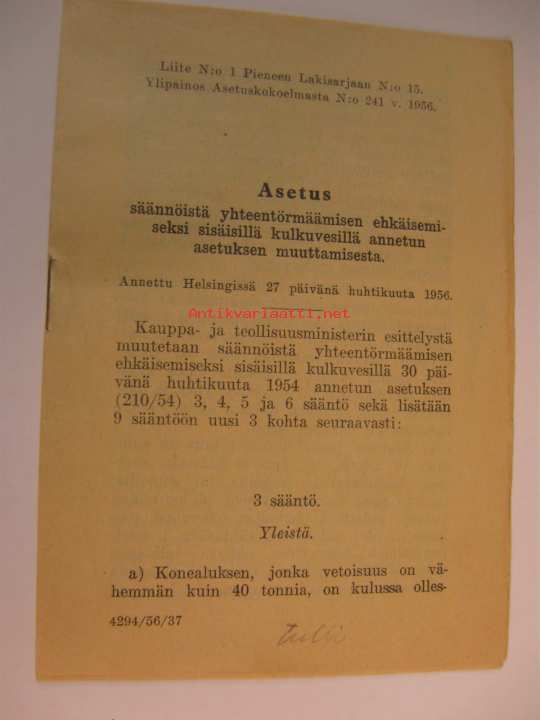 Liite N:o 1 Pieneen Lakisarjaan N:o 15.
Ylipainos Asetuskokoelmasta N:o 241 v. 1956.
Asetus
säännöistä yhteentörmäämisen ehkäisemi-
seksi sisäisillä kulkuvesillä annetun
asetuksen muuttamisesta.
Annettu Helsingissä 27 päivänä huhtikuuta 1956.
Antikvariaatti.net
Kauppa- ja teollisuusministerin esittelystä
muutetaan säännöistä yhteentörmäämisen
ehkäisemiseksi sisäisillä kulkuvesillä 30 päi-
vänä huhtikuuta 1954 annetun asetuksen
(210/54) 3, 4, 5 ja 6 sääntö sekä lisätään
9 sääntöön uusi 3 kohta seuraavasti:
3 sääntö.
Yleistä.
a) Konealuksen, jonka vetoisuus on vä-
hemmän kuin 40 tonnia, on kulussa olles-
4294/56/37
tulli